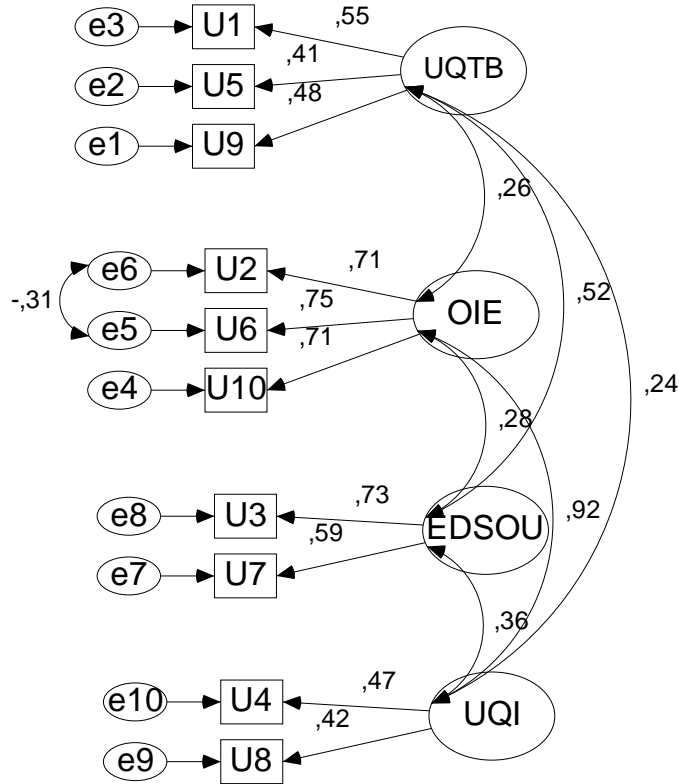 ,55
e3 U1
,41
UQTB
e2 U5
,48
e1 U9
,26
,71
e6 U2
,52
-,31
,75
OIE
e5 U6
,71
e4 U10
,24
,28
,73
e8 U3
,92
EDSOU
,59
e7 U7
,36
,47
e10 U4
,42
UQI
e9 U8